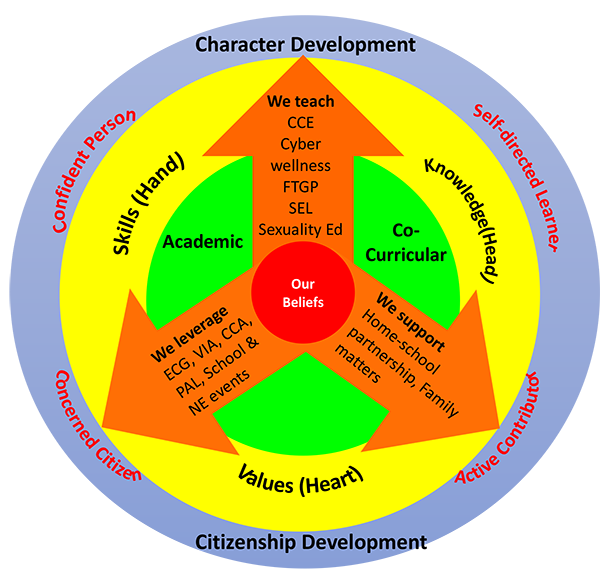 Character Development
Confident Person
Self-directed Learner
Skills (Hand)
Knowledge(Head)
We teach
CCE
Cyber
wellness
FTGP
SEL
Sexuality Ed
Academic
Co-
Curricular
Our
Beliefs
We leverage
ECG, VIA, CCA,
PAL, School &
NE events
We support
Home-school
partnership, Family
matters
Concerned Citizen
Active Contributor
Values (Heart)
Citizenship Development